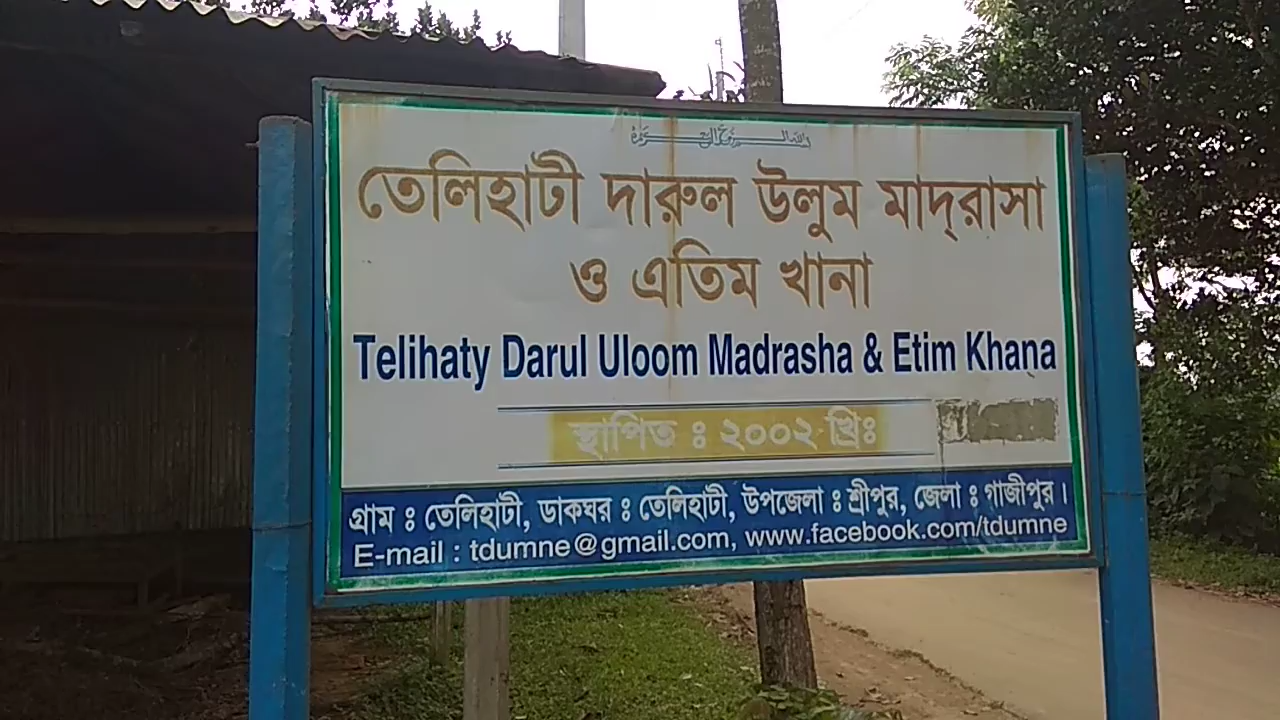 তেলিহাটী দারুল উলুম মাদ্রাসা
ও এতিম খানা
Telihaty Darul Uloom Madrasha & Etim Khana
স্থাপিত ঃ ২০০২ খ্রিঃ
গ্রাম ঃ তেলিহাটী, ডাকঘর ঃ তেলিহাটী, উপজেলা ঃ শ্রীপুর, জেলা ঃ গাজীপুর।
E-mail : tdumne@gmail.com, www.facebook.com/tdumne